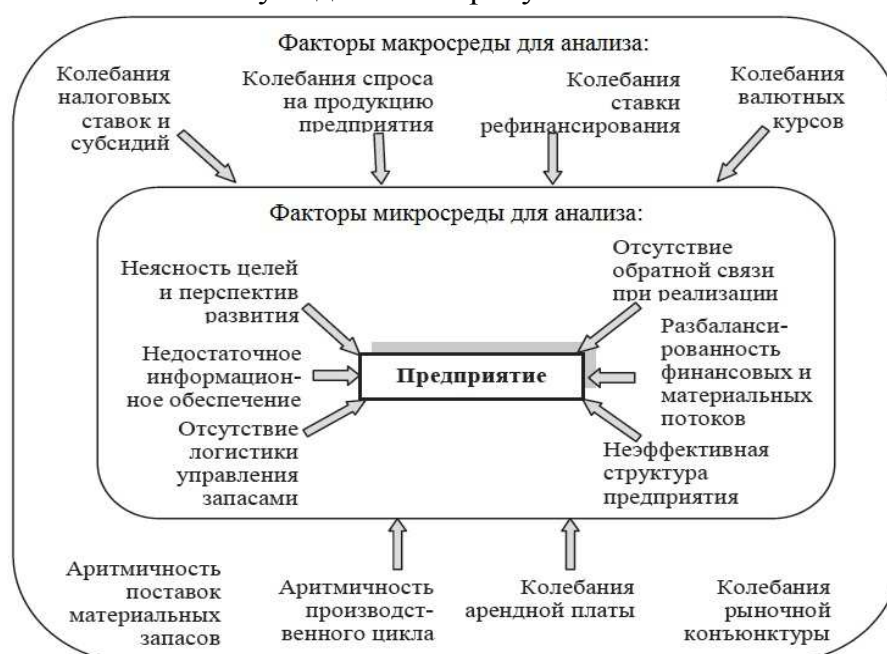 Факторы макросреды для анализа:
Колебания
налоговых
ставок и
субсидий
Колебания спроса
на продукцию
предприятия
Колебания
ставки
рефинансирования
Колебания
валютных
курсов
Факторы микросреды для анализа:
Неясность целей
и перспектив
развития
Недостаточное
информацион-
ное обеспечение
Отсутствие
логистики
управления
запасами
Предприятие
Отсутствие
обратной связи
при реализации
Разбаланси-
рованность
финансовых и
материальных
потоков
Неэффективная
структура
предприятия
Аритмичность
поставок
материальных
запасов
Аритмичность
производст-
венного цикла
Колебания
арендной платы
Колебания
рыночной
конъюнктуры